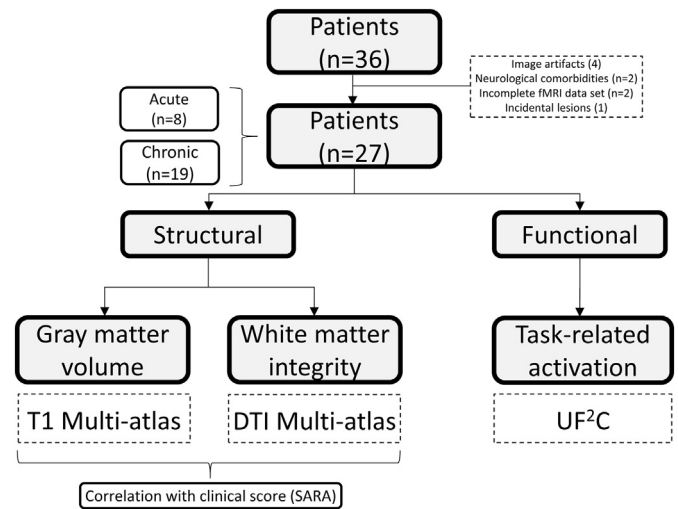 Patients
(n=36)
Image artifacts (4)
Neurological comorbidities (n=2)
Incomplete fMRI data set (n=2)
Incidental lesions (1)
Acute
(n=8)
Chronic
(n=19)
Patients
(n=27)
Structural
Functional
Gray matter
volume
White matter
integrity
Task-related
activation
T1 Multi-atlas
DTI Multi-atlas
UF²C
Correlation with clinical score (SARA)